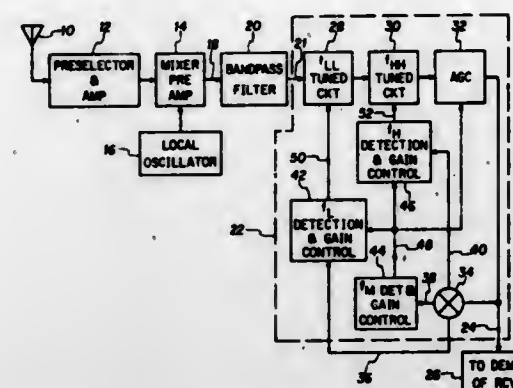 10
12
PRESELECTOR
&
AMP
14
MIXER
PRE
AMP
18
20
BANDPASS
FILTER
21
28
fLL
TUNED
CKT
30
fHH
TUNED
CKT
32
AGC
16
LOCAL
OSCILLATOR
52
fH
DETECTION
& GAIN
CONTROL
46
50
42
fL
DETECTION
& GAIN
CONTROL
22
48
40
44
fM DET &
GAIN
CONTROL
38
34
24
36
26
TO DEM
OF REV